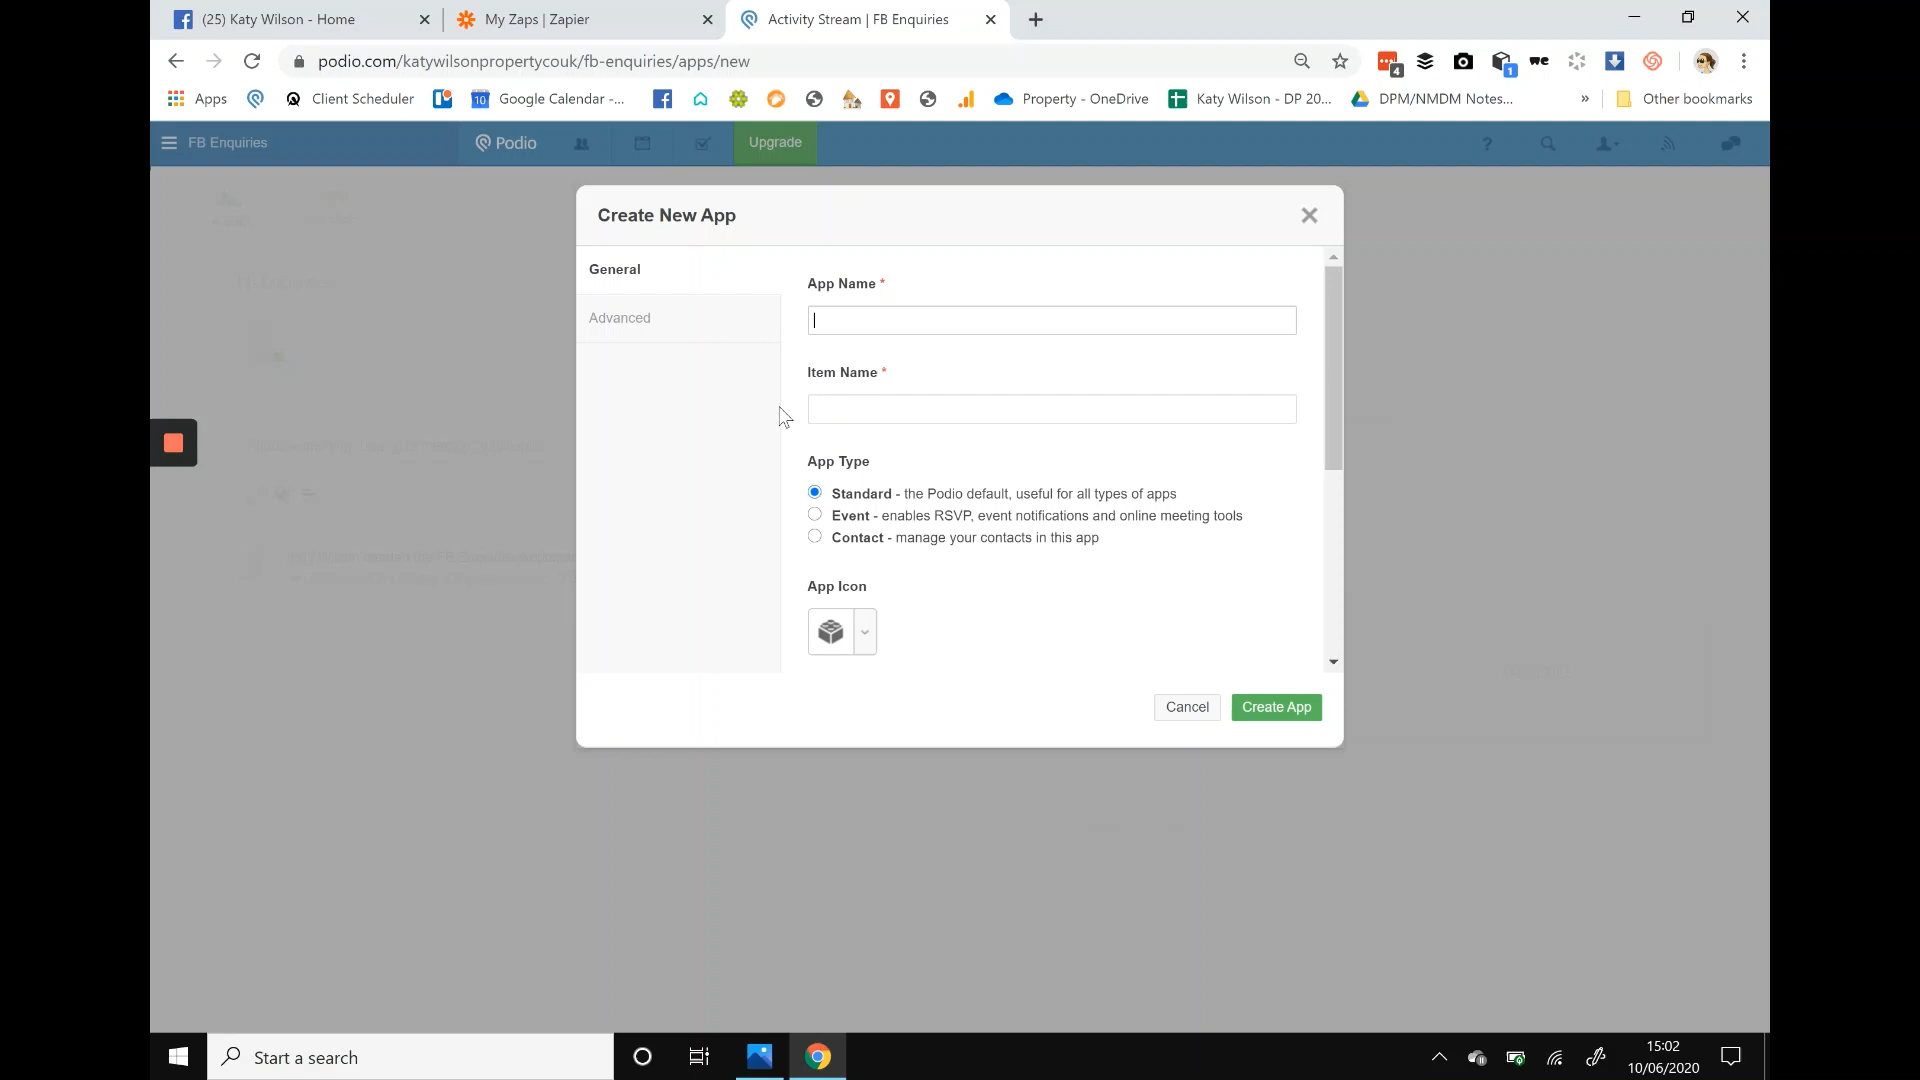 (25) Katy Wilson - Home
My Zaps | Zapier
Activity Stream | FB Enquiries
podio.com/katywilsonpropertycouk/fb-enquiries/apps/new
4
1
we
Apps
Client Scheduler
10
Google Calendar -...
Property - OneDrive
Katy Wilson - DP 20...
DPM/NMDM Notes...
»
Other bookmarks
FB Enquiries
Podio
Upgrade
?
Create New App
General
Advanced
App Name *
Item Name *
App Type
Standard - the Podio default, useful for all types of apps
Event - enables RSVP, event notifications and online meeting tools
Contact - manage your contacts in this app
App Icon
Cancel
Create App
Start a search
15:02
10/06/2020